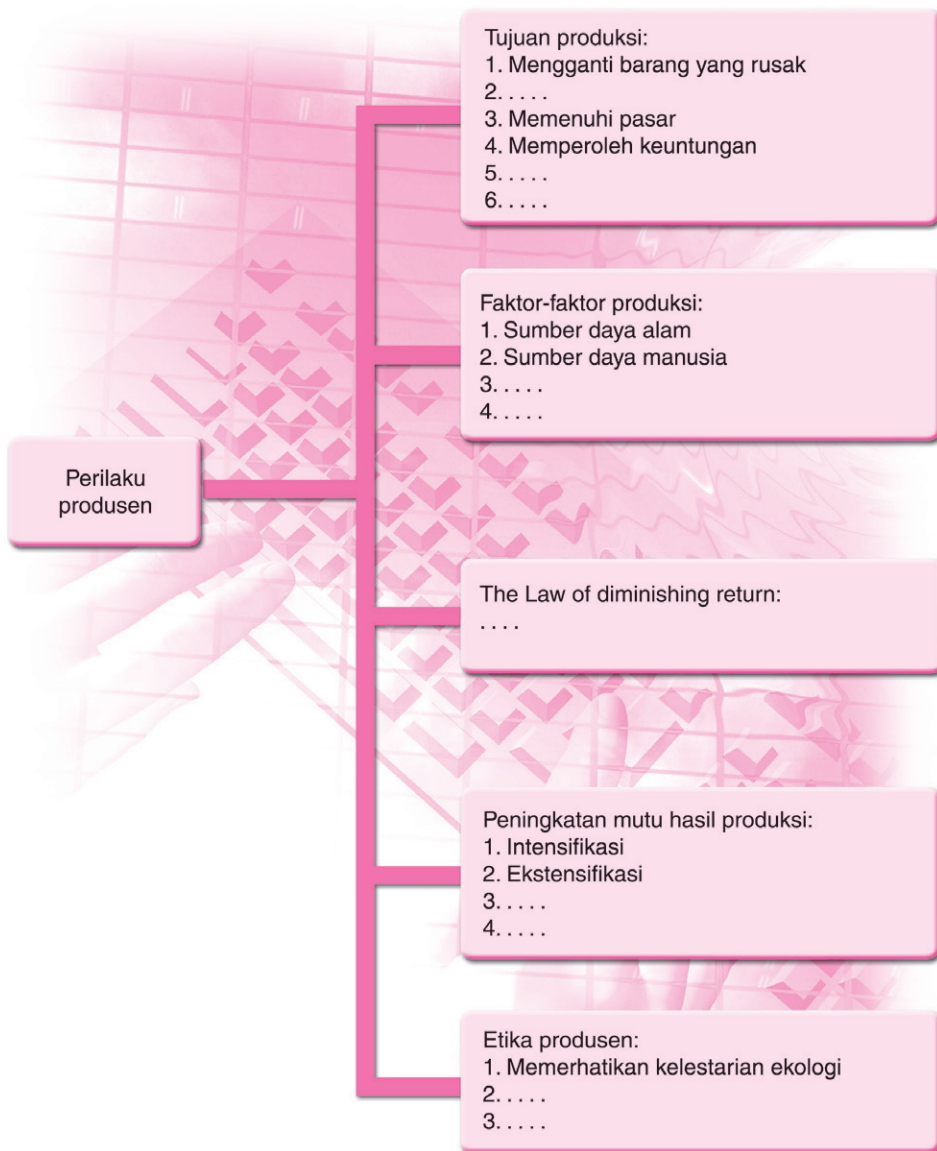 Tujuan produksi:
1. Mengganti barang yang rusak
2. . . . .
3. Memenuhi pasar
4. Memperoleh keuntungan
5. . . . .
6. . . . .
Faktor-faktor produksi:
1. Sumber daya alam
2. Sumber daya manusia
3. . . . .
4. . . . .
Perilaku
produsen
The Law of diminishing return:
. . . .
Peningkatan mutu hasil produksi:
1. Intensifikasi
2. Ekstensifikasi
3. . . . .
4. . . . .
Etika produsen:
1. Memerhatikan kelestarian ekologi
2. . . . .
3. . . . .